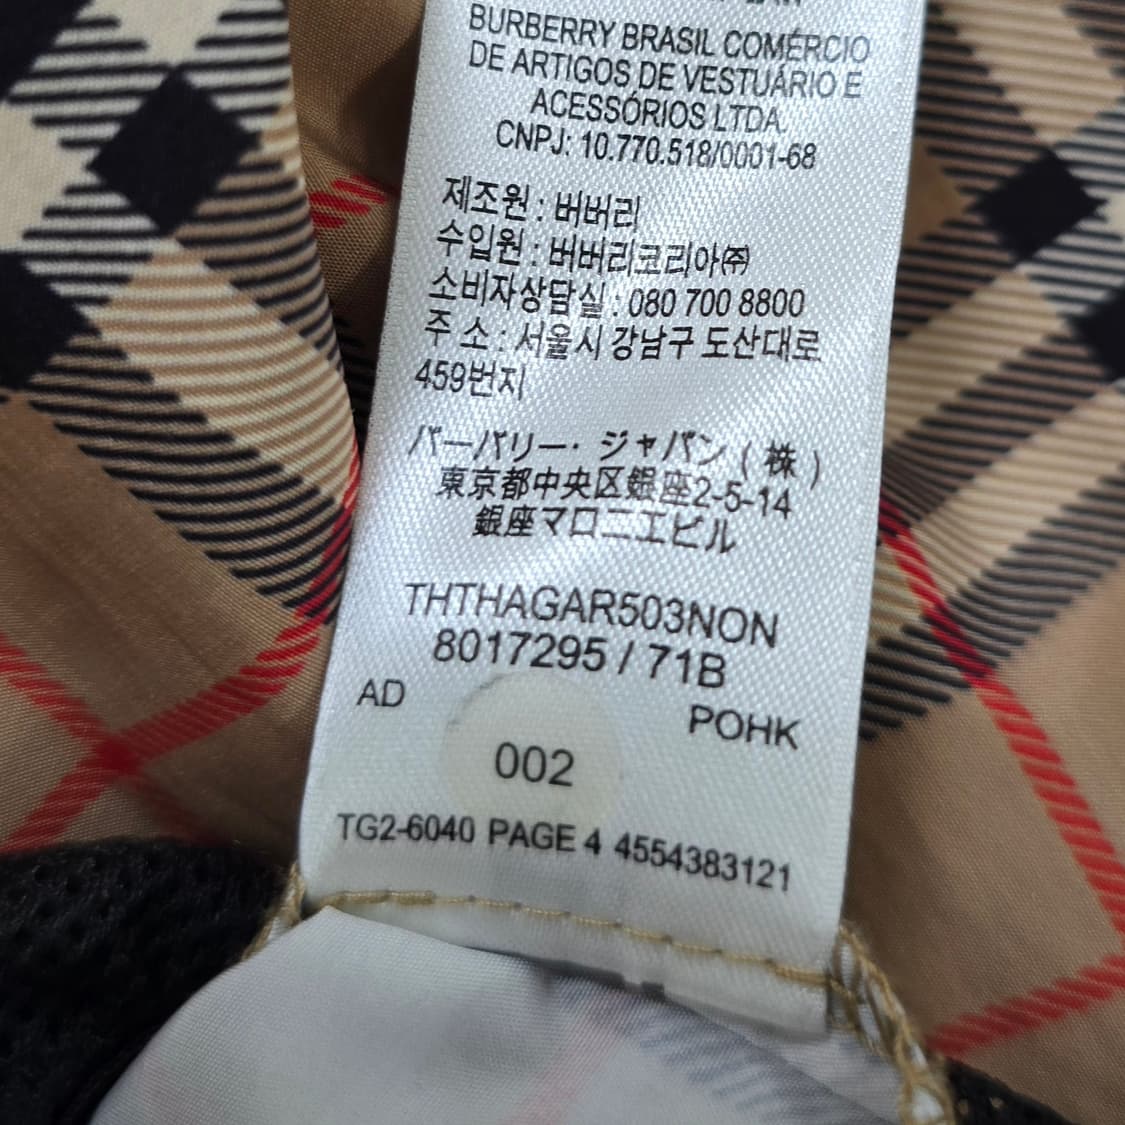 BURBERRY BRASIL COMÉRCIO
DE ARTIGOS DE VESTUÁRIO E
ACESSÓRIOS LTDA.
CNPJ: 10.770.518/0001-68
제조원 : 버버리
수입원 : 버버리코리아㈜
소비자상담실 : 080 700 8800
주 소 : 서울시 강남구 도산대로
459번지
バーバリー・ジャパン (株)
東京都中央区銀座2-5-14
銀座マロニエビル
THTHAGAR503NON
8017295 / 71B
AD
POHK
002
TG2-6040 PAGE 4 4554383121